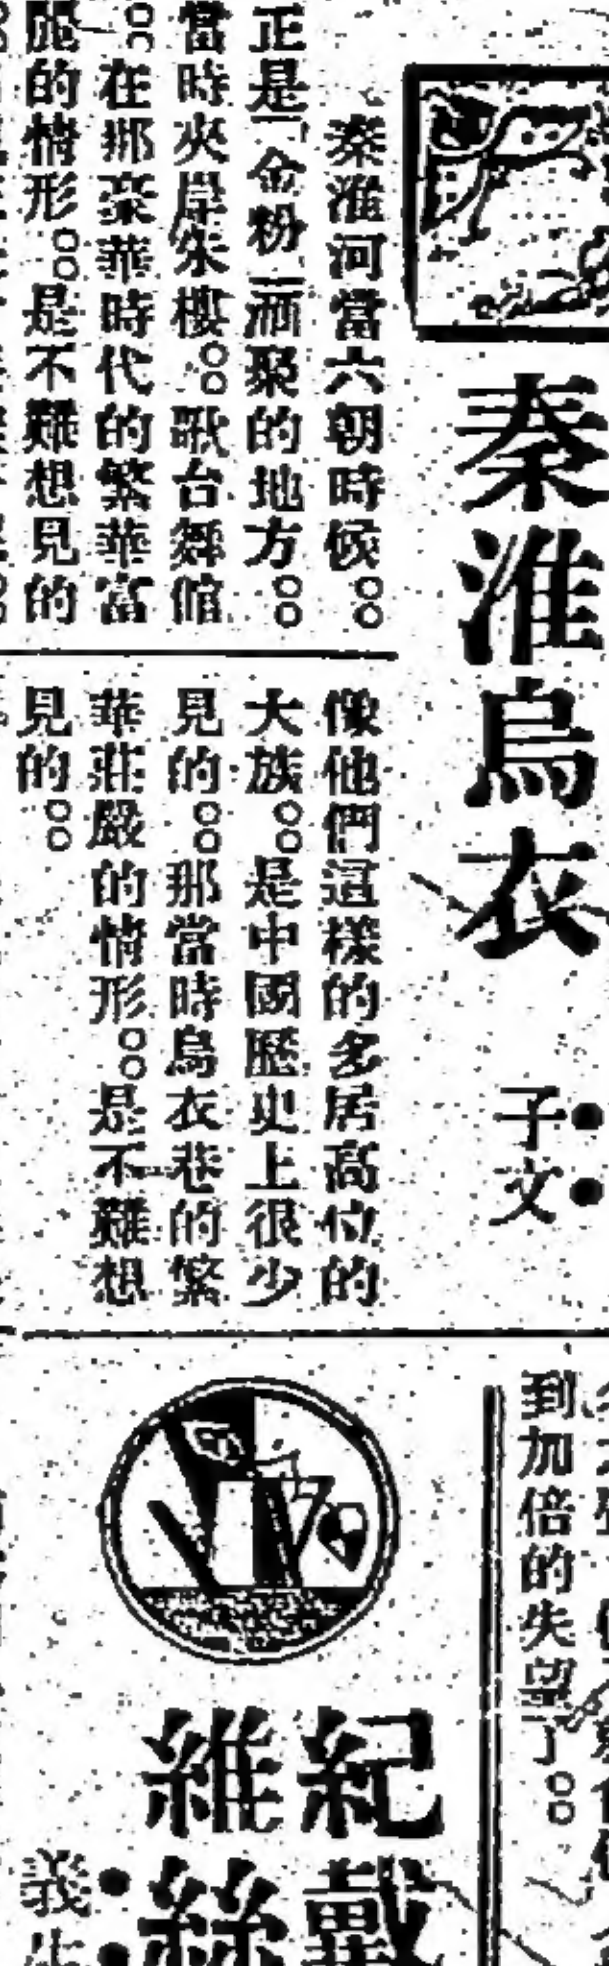 秦淮烏衣
子文
秦淮河當六朝時候。。
正是「金粉」洒聚的地方。。
當時夾岸朱樓。。歌台舞館
。。在那豪華時代的繁華富
麗的情形。。是不難想見的
像他們這樣的多居高位的
大族。。是中國歷史上很少
見的。。那當時烏衣巷的繁
華莊嚴的情形。。是不難想
見的。。
到加倍的失望了。。
紀戴
維絲
義